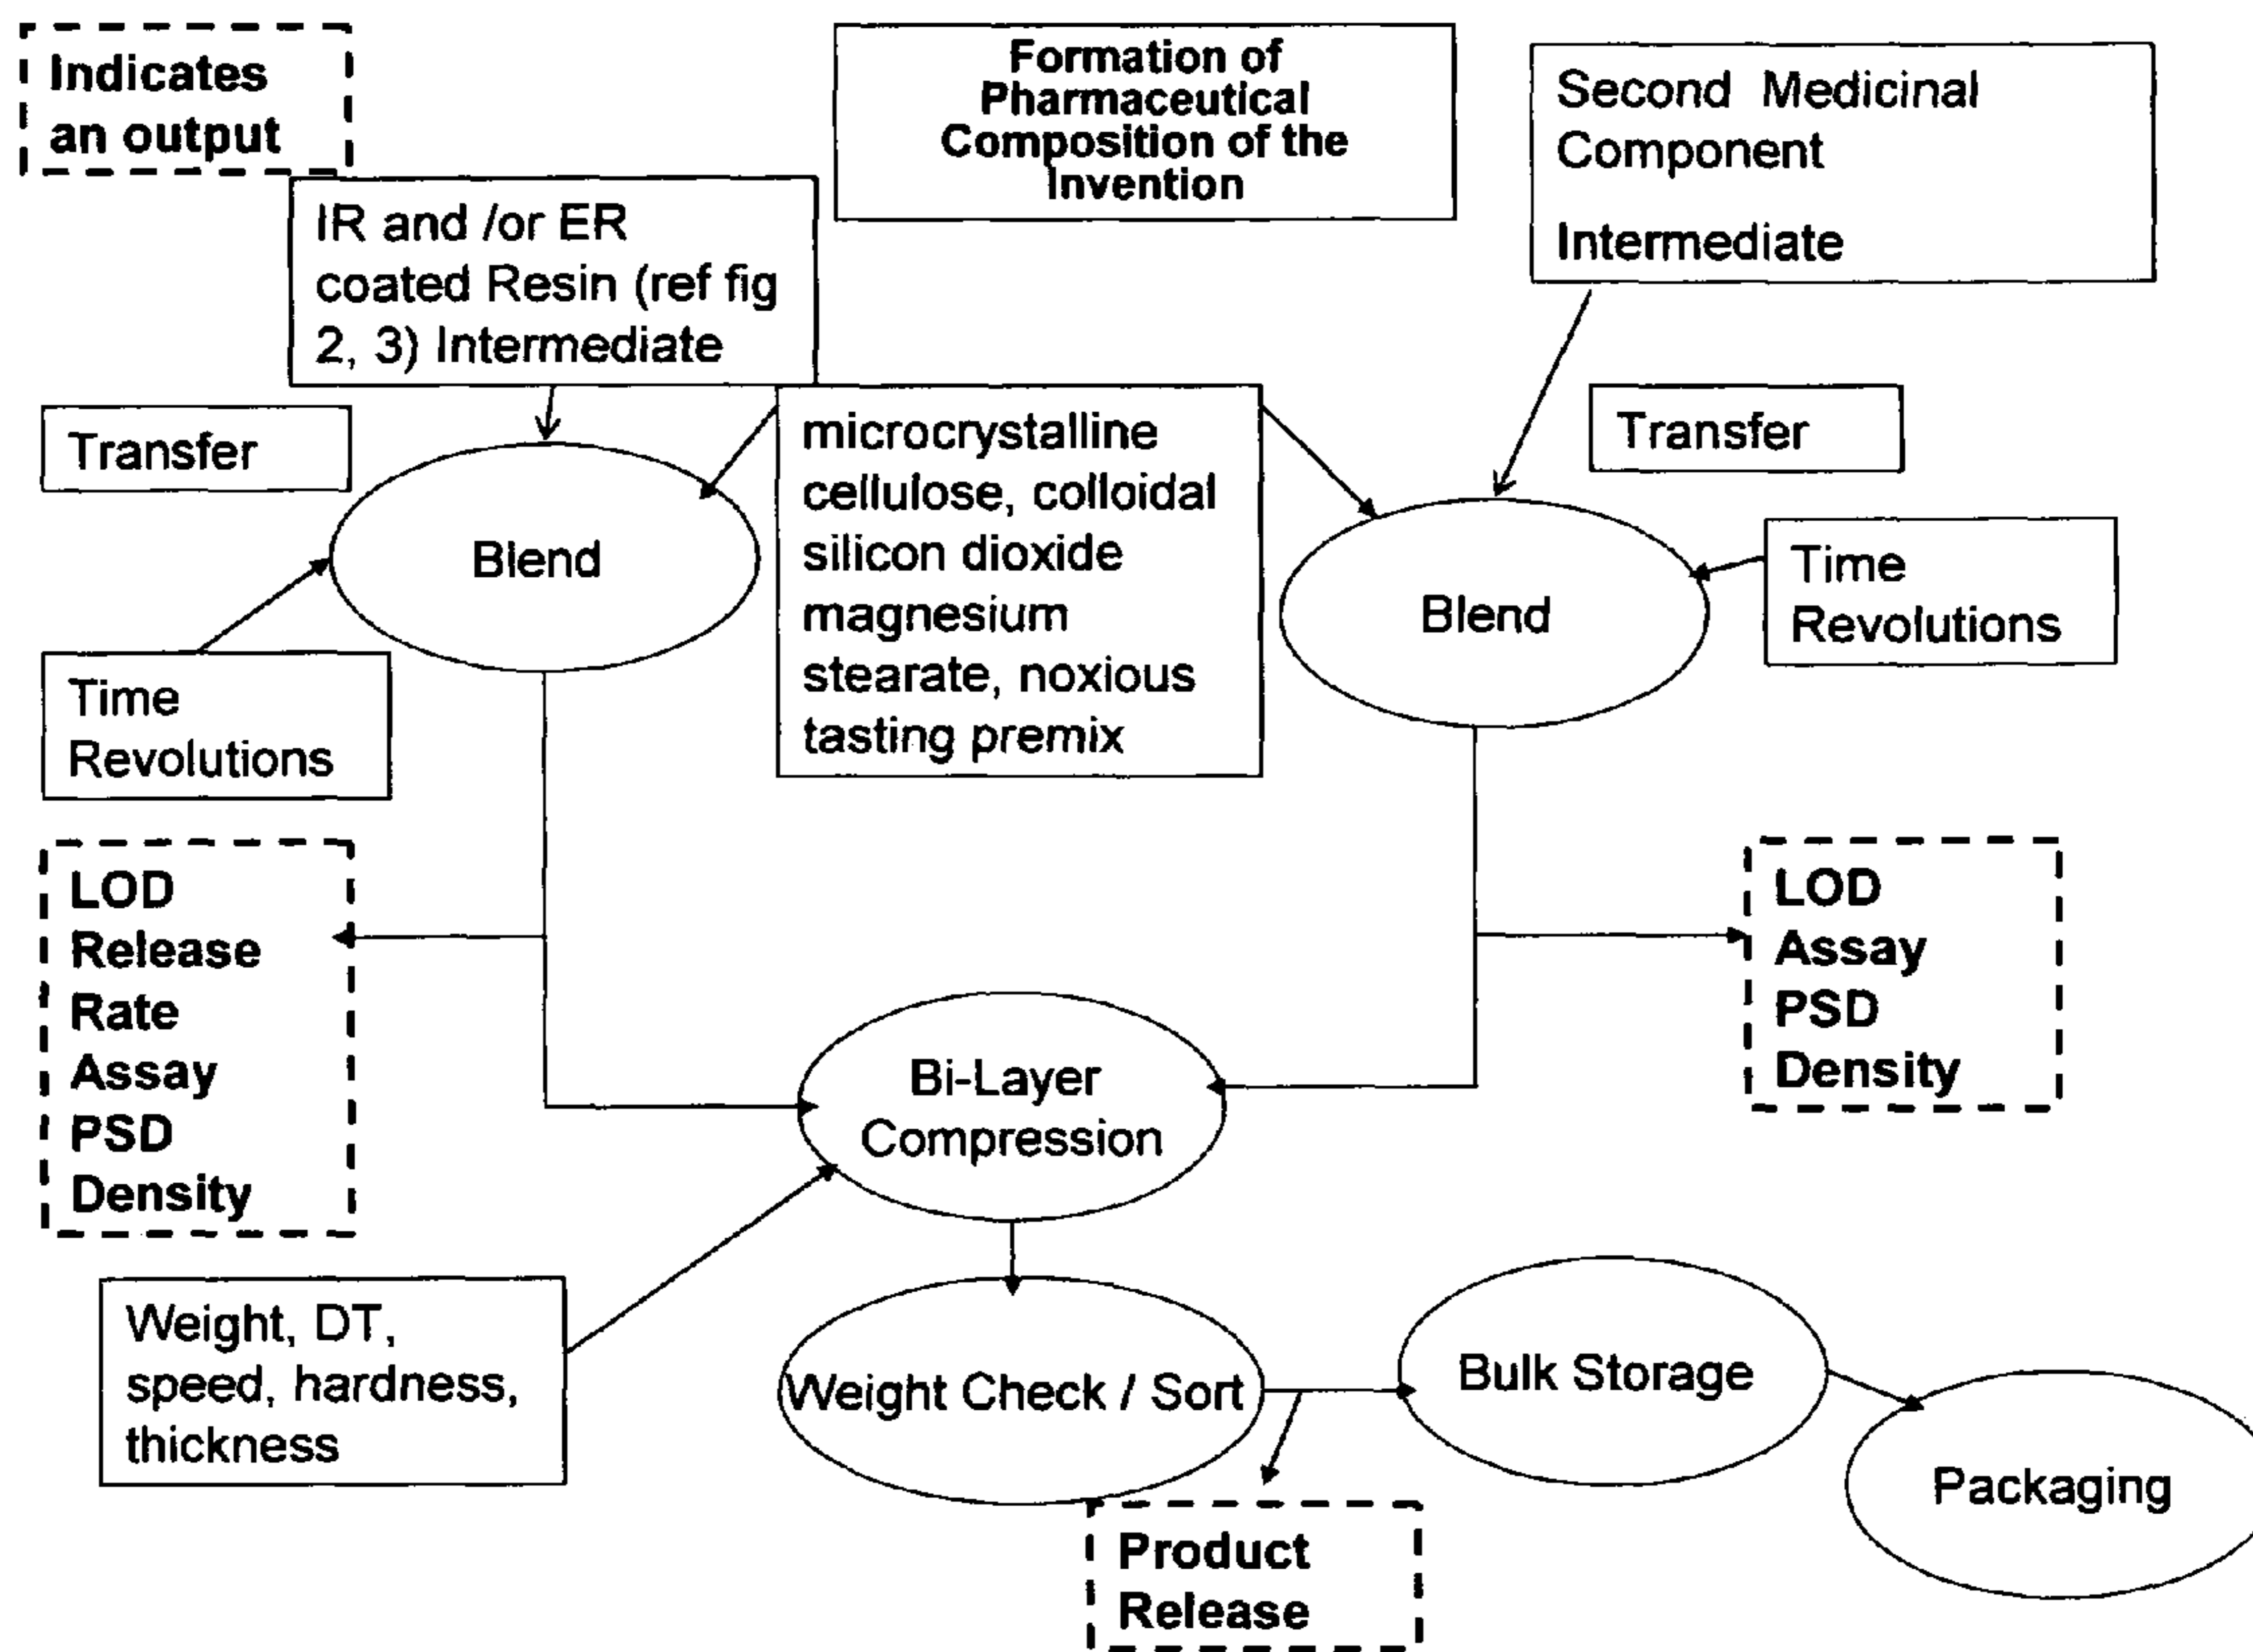 Indicates
an output
Formation of
Pharmaceutical
Composition of the
Invention
Second Medicinal
Component
Intermediate
IR and /or ER
coated Resin (ref fig
2, 3) Intermediate
Transfer
microcrystalline
cellulose, colloidal
silicon dioxide
magnesium
stearate, noxious
tasting premix
Transfer
Blend
Blend
Time
Revolutions
Time
Revolutions
LOD
Release
Rate
Assay
PSD
Density
LOD
Assay
PSD
Density
Bi-Layer
Compression
Weight, DT,
speed, hardness,
thickness
Weight Check / Sort
Bulk Storage
Packaging
Product
Release